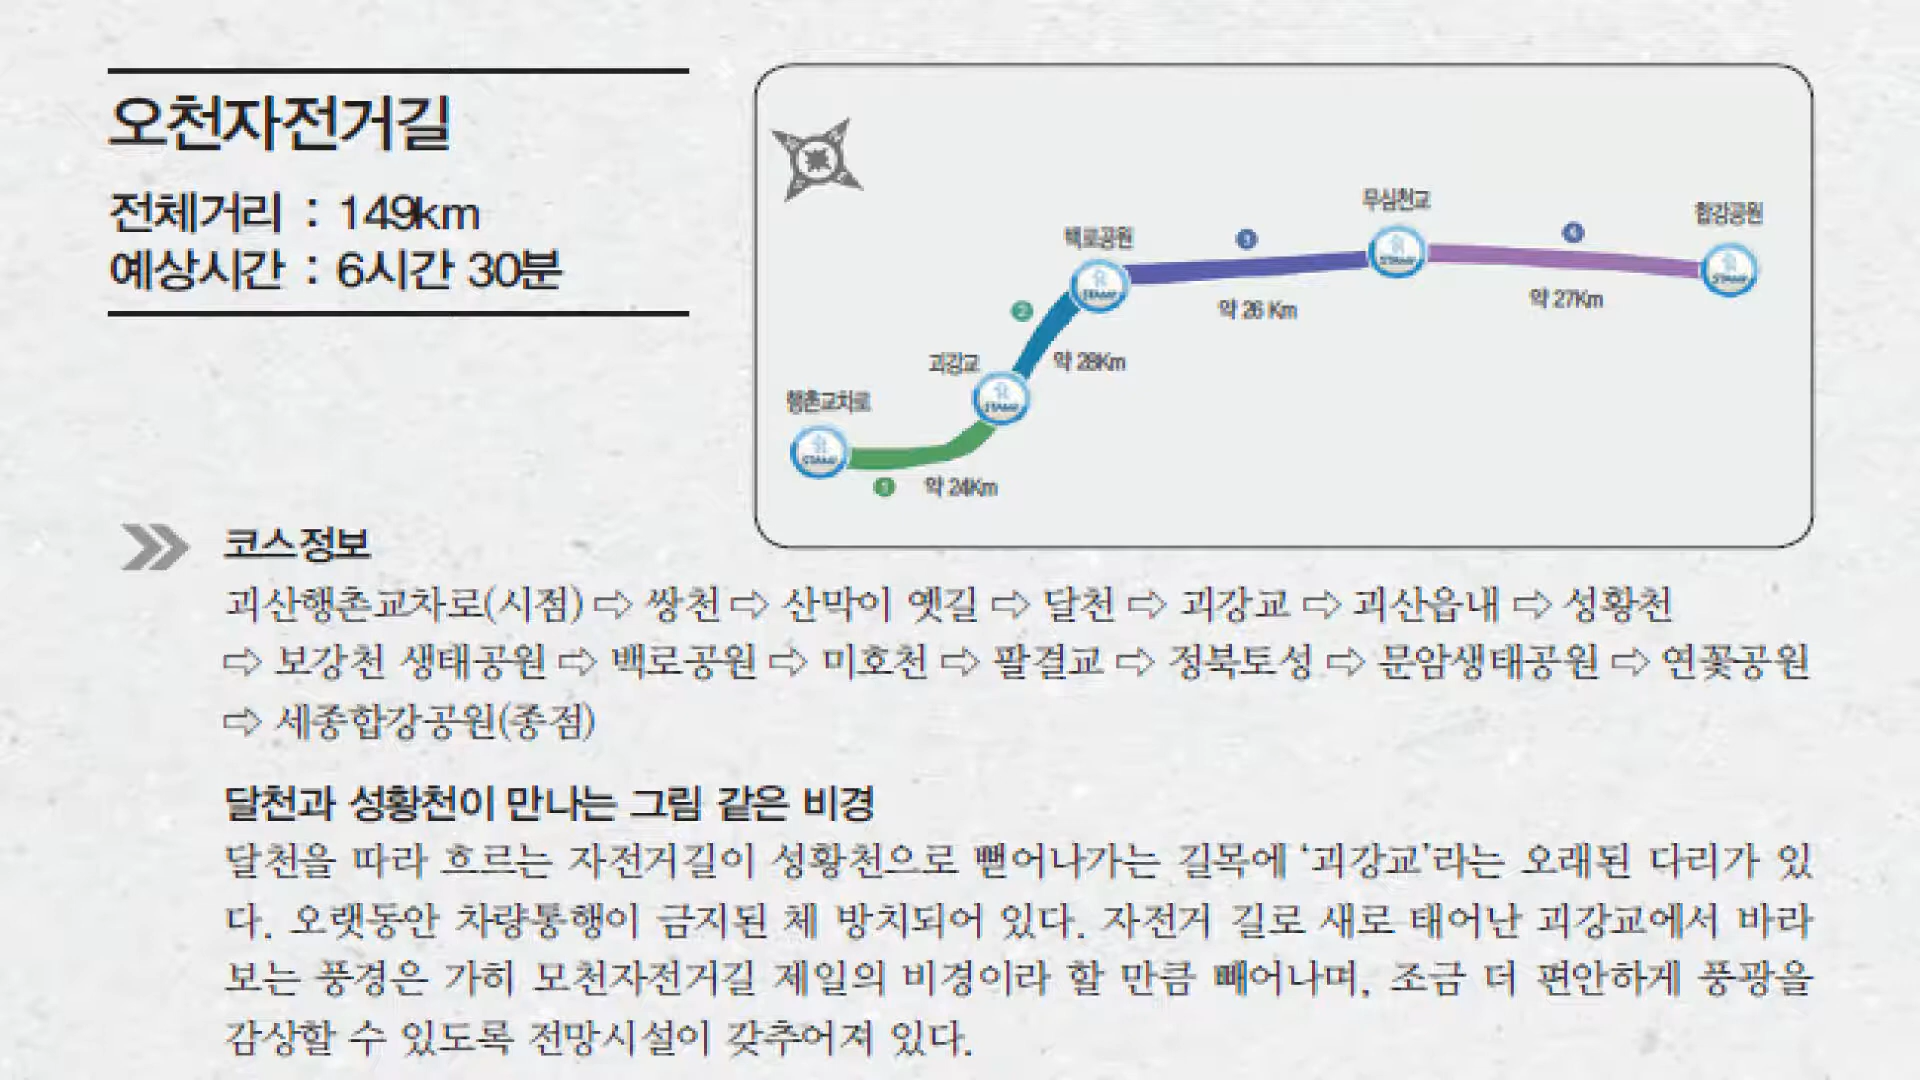 오천자전거길
전체거리 : 149km
예상시간 : 6시간 30분
무심천교
합강공원
백로공원
3
4
약 26 Km
약 27Km
2
괴강교
약 28Km
행촌교차로
1
약 24Km
STAMP
STAMP
STAMP
STAMP
STAMP
코스정보
괴산행촌교차로(시점) ⇨ 쌍천 ⇨ 산막이 옛길 ⇨ 달천 ⇨ 괴강교 ⇨ 괴산읍내 ⇨ 성황천
⇨ 보강천 생태공원 ⇨ 백로공원 ⇨ 미호천 ⇨ 팔결교 ⇨ 정북토성 ⇨ 문암생태공원 ⇨ 연꽃공원
⇨ 세종합강공원(종점)
달천과 성황천이 만나는 그림 같은 비경
달천을 따라 흐르는 자전거길이 성황천으로 뻗어나가는 길목에 ‘괴강교’라는 오래된 다리가 있
다. 오랫동안 차량통행이 금지된 체 방치되어 있다. 자전거 길로 새로 태어난 괴강교에서 바라
보는 풍경은 가히 모천자전거길 제일의 비경이라 할 만큼 빼어나며, 조금 더 편안하게 풍광을
감상할 수 있도록 전망시설이 갖추어져 있다.